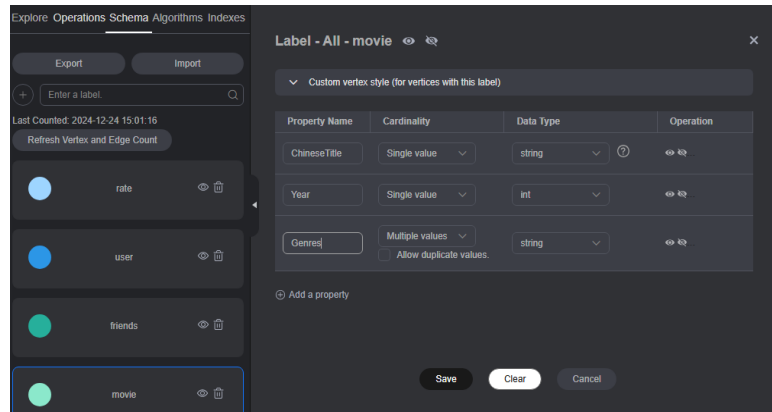 Explore Operations Schema Algorithms Indexes
Export Import
Enter a label.
Last Counted: 2024-12-24 15:01:16
Refresh Vertex and Edge Count
rate
user
friends
movie
Label - All - movie
Custom vertex style (for vertices with this label)
Property Name Cardinality Data Type Operation
ChineseTitle Single value string
Year Single value int
Genres Multiple values string
Allow duplicate values.
Add a property
Save Clear Cancel